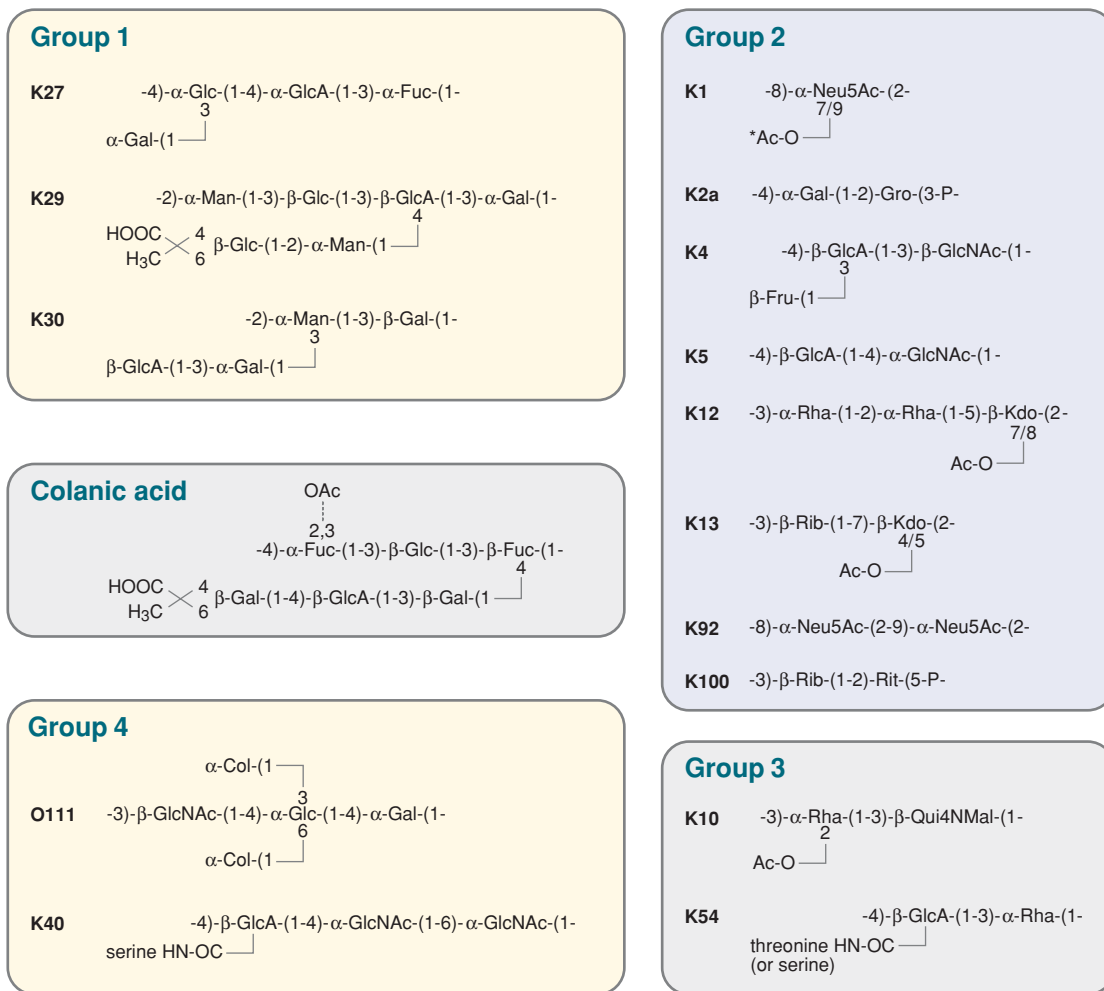 Group 1
K27 -4)-α-Glc-(1-4)-α-GlcA-(1-3)-α-Fuc-(1-
3
α-Gal-(1
K29 -2)-α-Man-(1-3)-β-Glc-(1-3)-β-GlcA-(1-3)-α-Gal-(1-
4
HOOC 4
β-Glc-(1-2)-α-Man-(1
H₃C 6
K30 -2)-α-Man-(1-3)-β-Gal-(1-
3
β-GlcA-(1-3)-α-Gal-(1
Colanic acid
OAc
2,3
-4)-α-Fuc-(1-3)-β-Glc-(1-3)-β-Fuc-(1-
4
HOOC 4
β-Gal-(1-4)-β-GlcA-(1-3)-β-Gal-(1
H₃C 6
Group 4
α-Col-(1
3
O111 -3)-β-GlcNAc-(1-4)-α-Glc-(1-4)-α-Gal-(1-
6
α-Col-(1
K40 -4)-β-GlcA-(1-4)-α-GlcNAc-(1-6)-α-GlcNAc-(1-
serine HN-OC
Group 2
K1 -8)-α-Neu5Ac-(2-
7/9
*Ac-O
K2a -4)-α-Gal-(1-2)-Gro-(3-P-
K4 -4)-β-GlcA-(1-3)-β-GlcNAc-(1-
3
β-Fru-(1
K5 -4)-β-GlcA-(1-4)-α-GlcNAc-(1-
K12 -3)-α-Rha-(1-2)-α-Rha-(1-5)-β-Kdo-(2-
7/8
Ac-O
K13 -3)-β-Rib-(1-7)-β-Kdo-(2-
4/5
Ac-O
K92 -8)-α-Neu5Ac-(2-9)-α-Neu5Ac-(2-
K100 -3)-β-Rib-(1-2)-Rit-(5-P-
Group 3
K10 -3)-α-Rha-(1-3)-β-Qui4NMal-(1-
2
Ac-O
K54 -4)-β-GlcA-(1-3)-α-Rha-(1-
threonine HN-OC
(or serine)